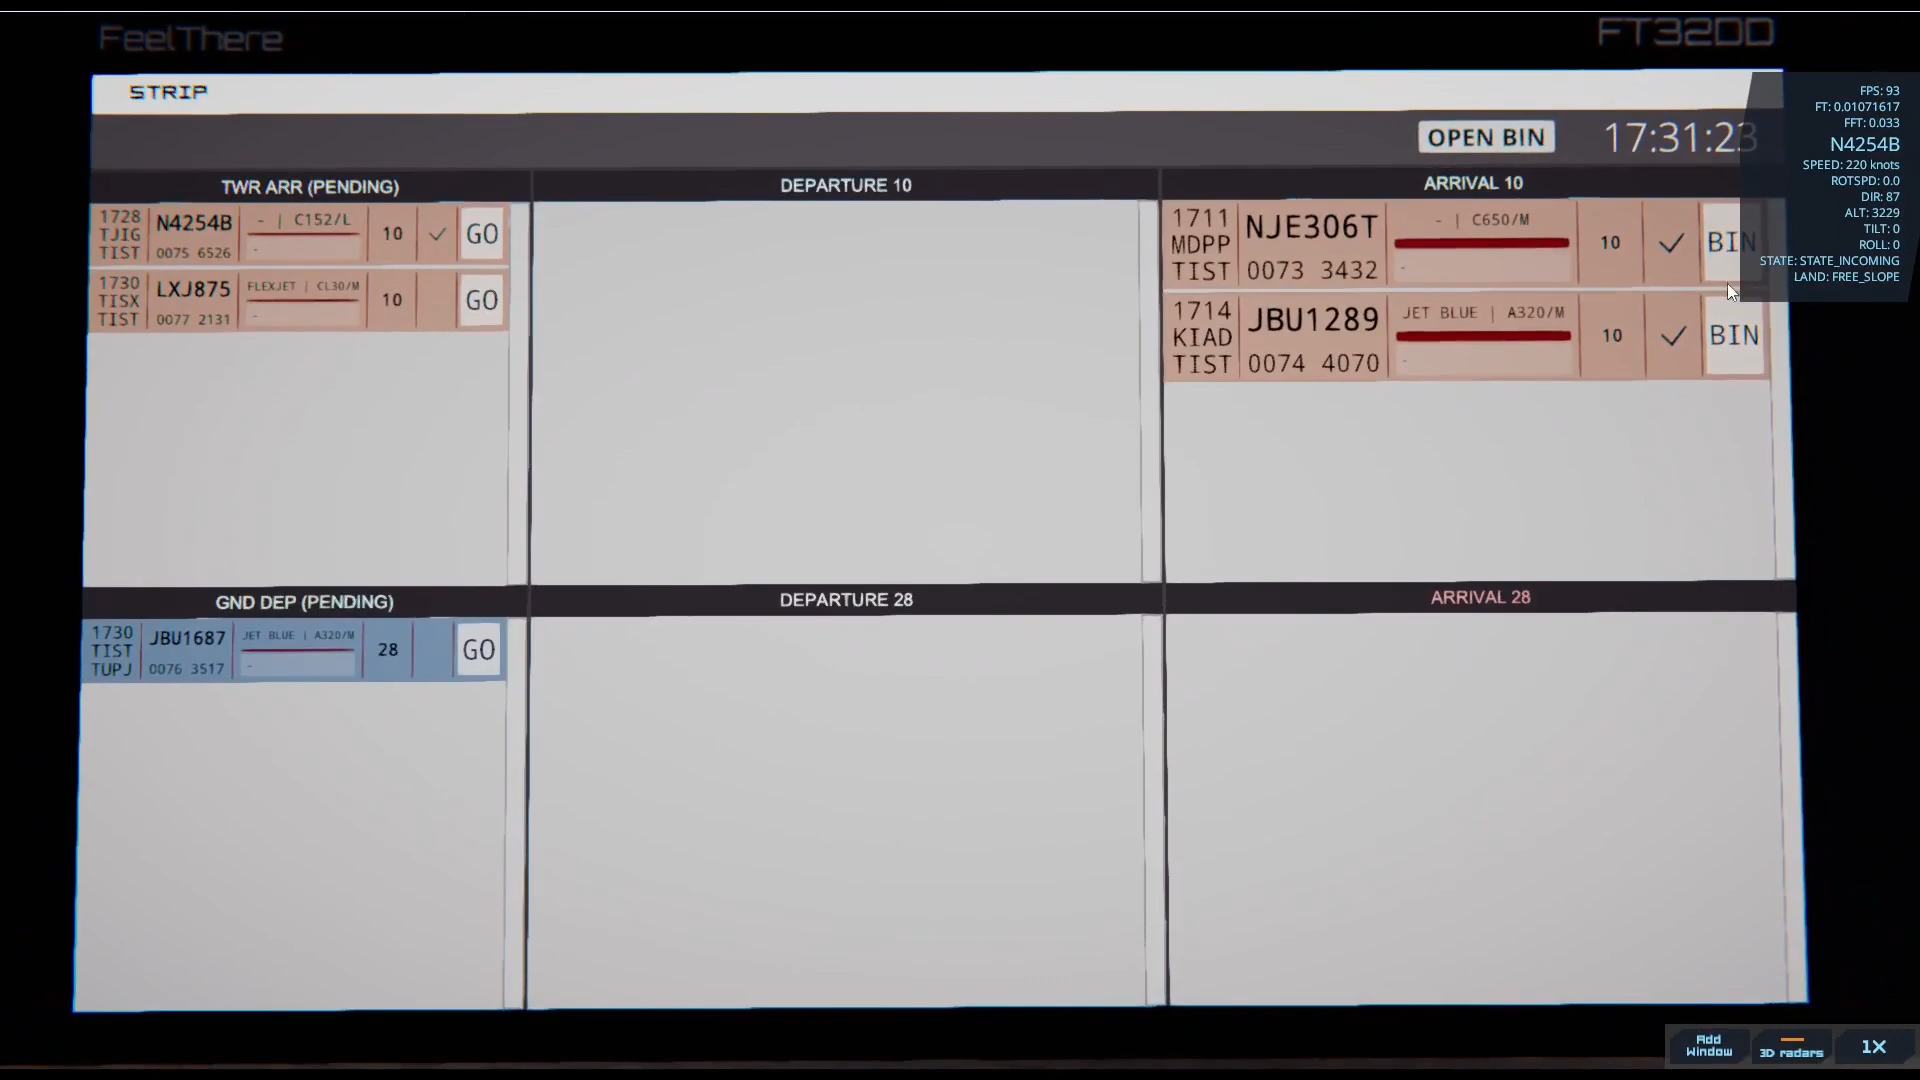 FeelThere
FT32DD
STRIP
OPEN BIN
17:31:23
FPS: 93
FT: 0.01071617
FFT: 0.033
N4254B
SPEED: 220 knots
ROTSPD: 0.0
DIR: 87
ALT: 3229
TILT: 0
ROLL: 0
STATE: STATE_INCOMING
LAND: FREE_SLOPE
TWR ARR (PENDING)
1728 N4254B - | C152/L 10 ✓ GO
TJIG
TIST 0075 6526 -
1730 LXJ875 FLEXJET | CL30/M 10 GO
TISX
TIST 0077 2131 -
DEPARTURE 10
ARRIVAL 10
1711 NJE306T - | C650/M 10 ✓ BIN
MDPP
TIST 0073 3432 -
1714 JBU1289 JET BLUE | A320/M 10 ✓ BIN
KIAD
TIST 0074 4070 -
GND DEP (PENDING)
1730 JBU1687 JET BLUE | A320/M 28 GO
TIST
TUPJ 0076 3517 -
DEPARTURE 28
ARRIVAL 28
Add Window
3D radars
1X